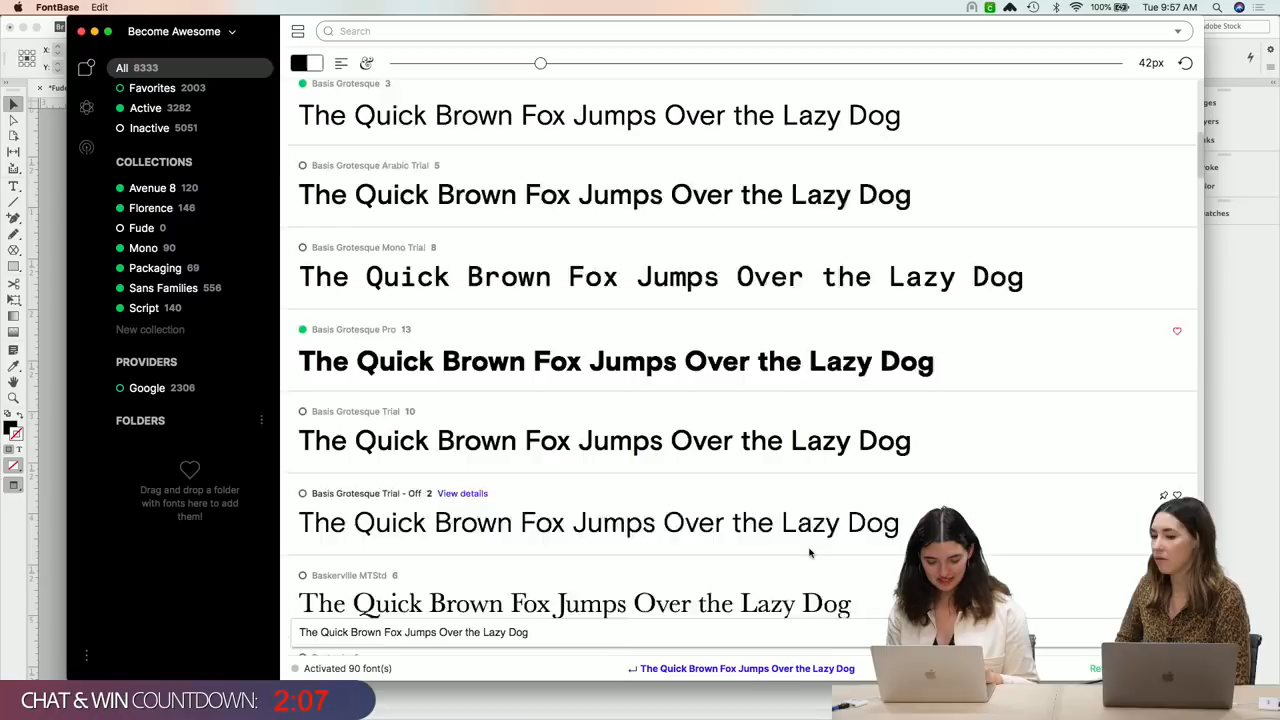 FontBase Edit 100% Tue 9:57 AM
Br Become Awesome Search Adobe Stock
X:
Y:
42px
All 8333
Favorites 2003
Active 3282
Inactive 5051
COLLECTIONS
Avenue 8 120
Florence 146
Fude 0
Mono 90
Packaging 69
Sans Families 556
Script 140
New collection
PROVIDERS
Google 2306
FOLDERS
Drag and drop a folder
with fonts here to add
them!
Basis Grotesque 3
The Quick Brown Fox Jumps Over the Lazy Dog
Basis Grotesque Arabic Trial 5
The Quick Brown Fox Jumps Over the Lazy Dog
Basis Grotesque Mono Trial 8
The Quick Brown Fox Jumps Over the Lazy Dog
Basis Grotesque Pro 13
The Quick Brown Fox Jumps Over the Lazy Dog
Basis Grotesque Trial 10
The Quick Brown Fox Jumps Over the Lazy Dog
Basis Grotesque Trial - Off 2 View details
The Quick Brown Fox Jumps Over the Lazy Dog
Baskerville MTStd 6
The Quick Brown Fox Jumps Over the Lazy Dog
The Quick Brown Fox Jumps Over the Lazy Dog
Activated 90 font(s)
The Quick Brown Fox Jumps Over the Lazy Dog
CHAT & WIN COUNTDOWN: 2:07